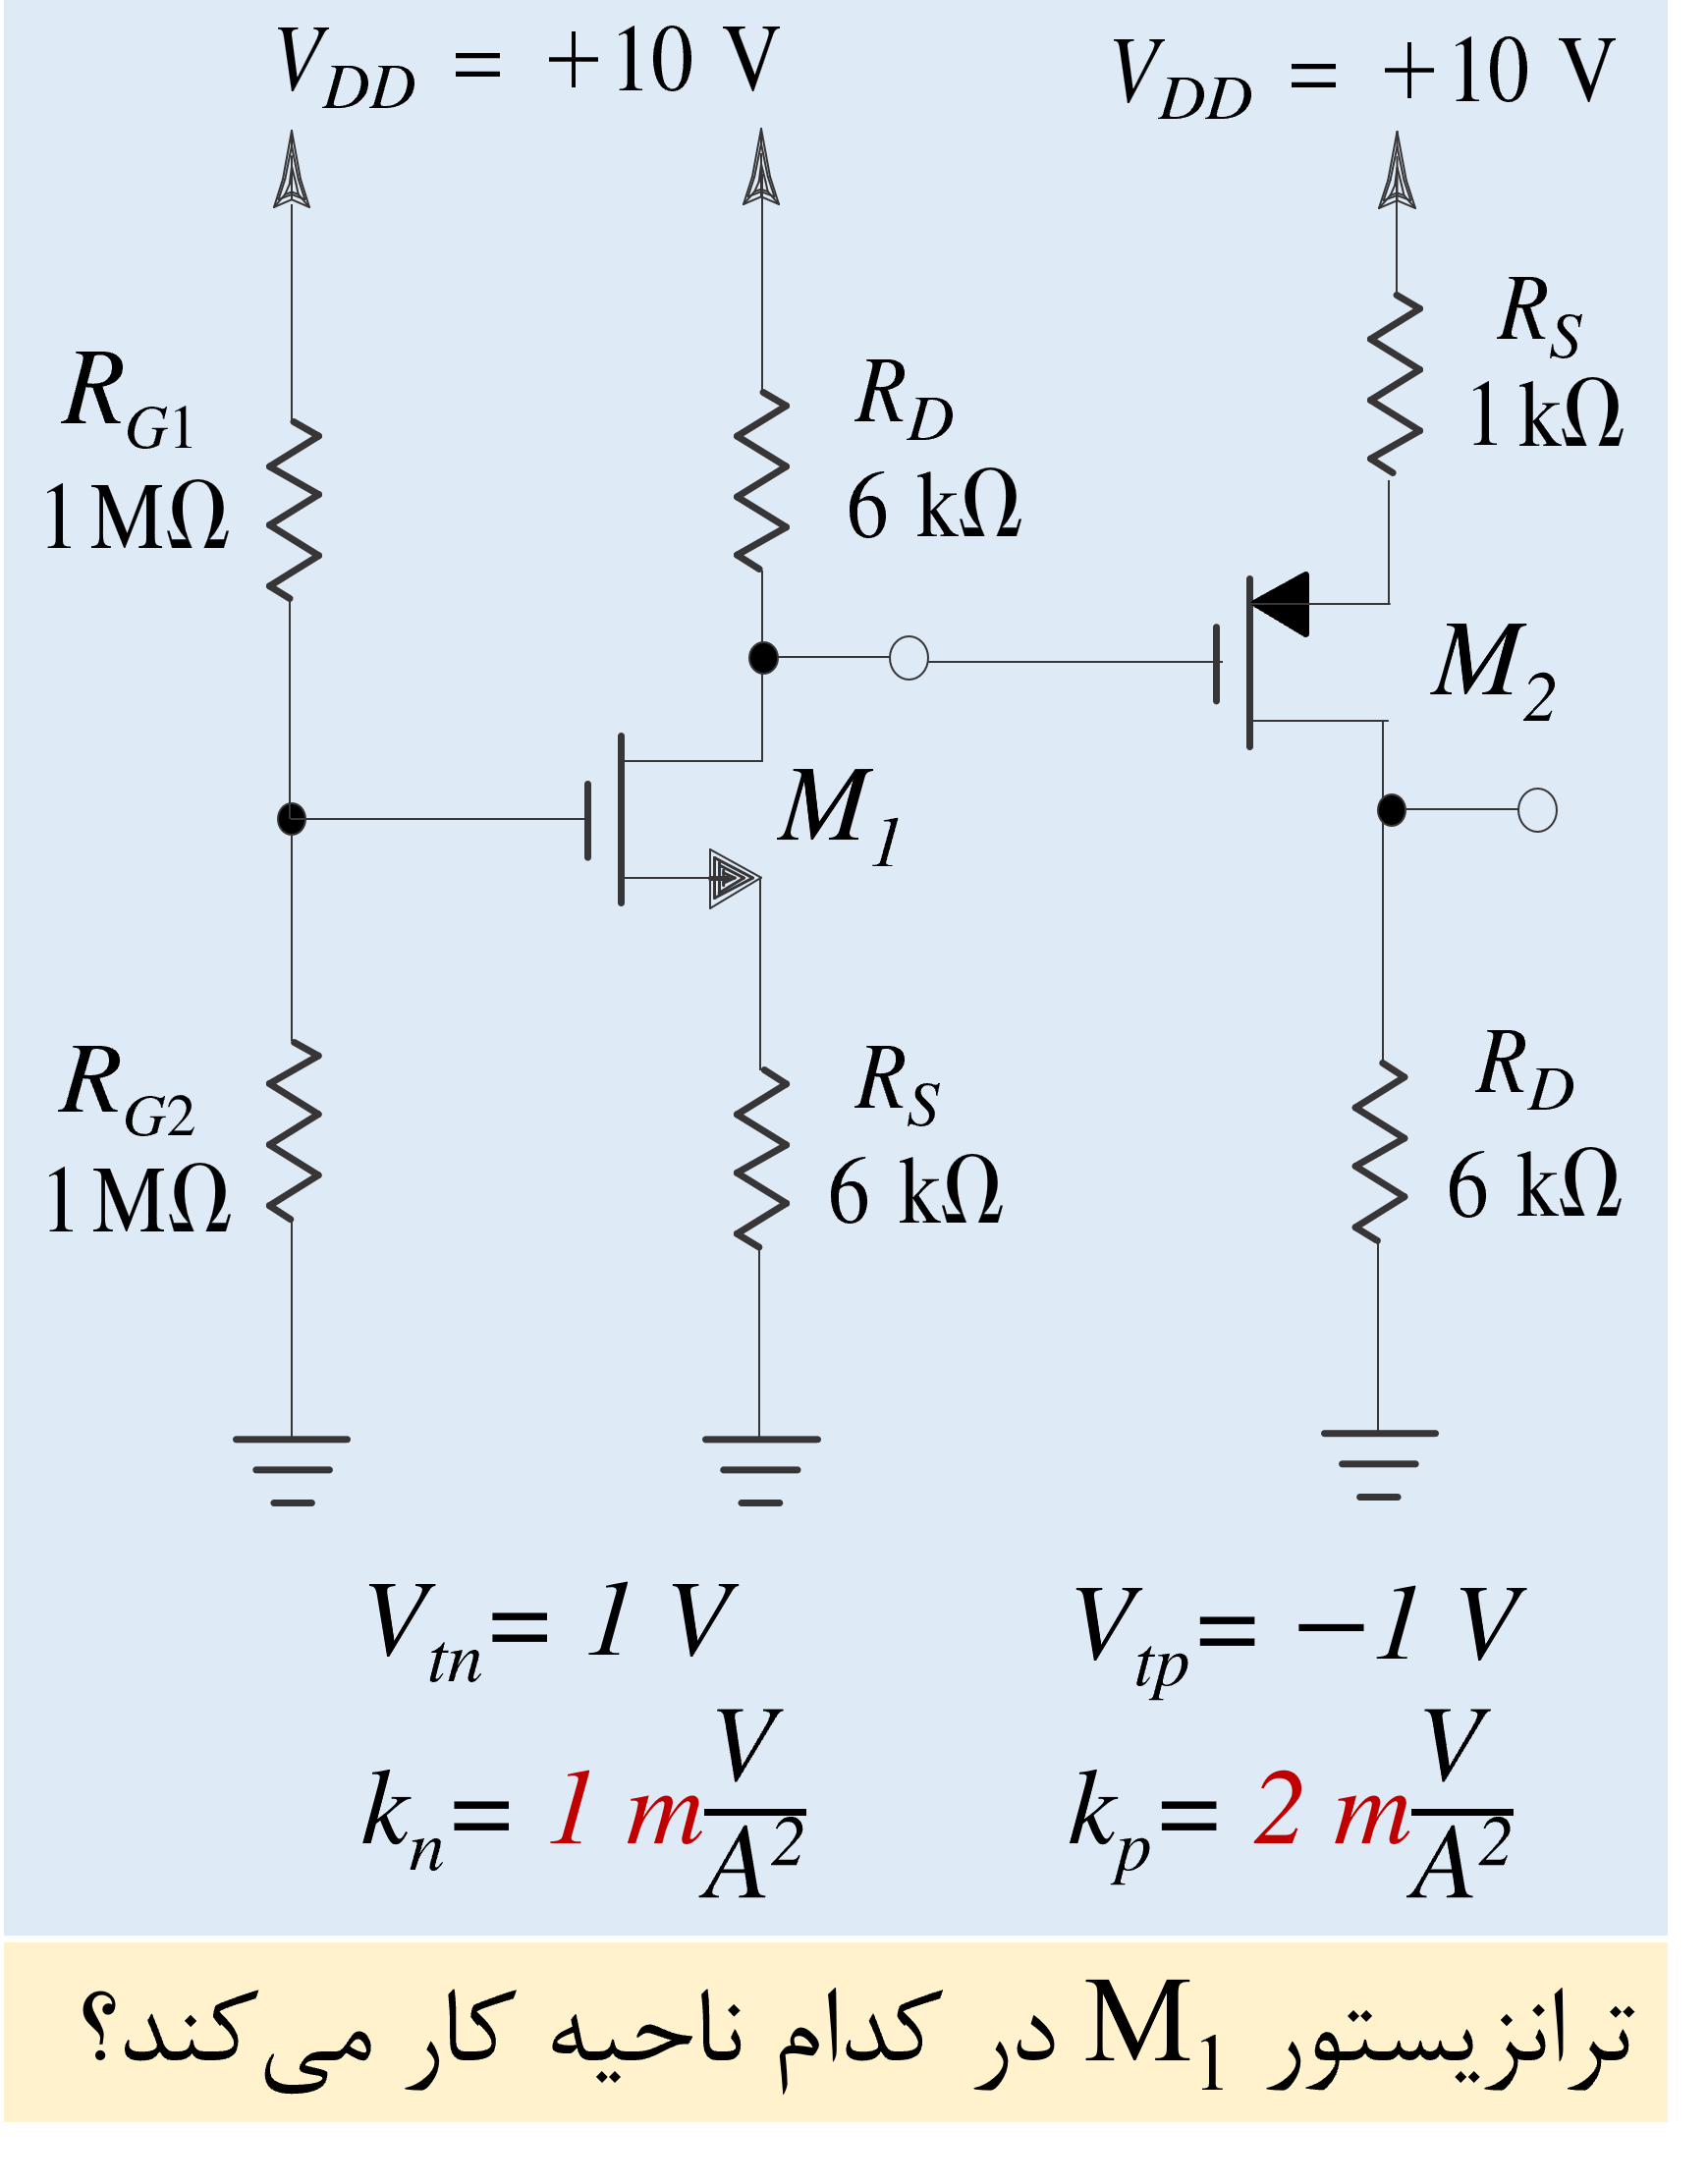 V_DD = +10 V
V_DD = +10 V
R_G1
1 MΩ
R_D
6 kΩ
R_S
1 kΩ
M_2
M_1
R_G2
1 MΩ
R_S
6 kΩ
R_D
6 kΩ
V_tn = 1 V
V_tp = −1 V
k_n = 1 m V/A²
k_p = 2 m V/A²
ترانزیستور M₁ در کدام ناحیه کار می‌کند؟